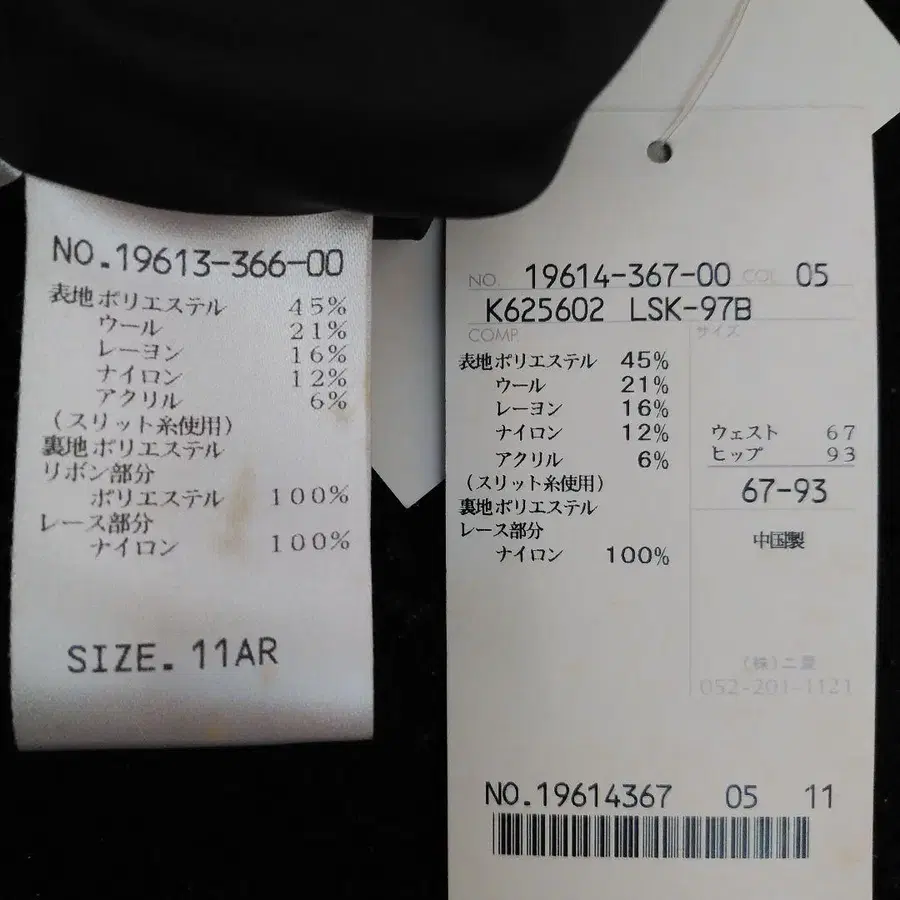 NO.19613-366-00
表地 ポリエステル 45%
ウール 21%
レーヨン 16%
ナイロン 12%
アクリル 6%
(スリット糸使用)
裏地 ポリエステル
リボン部分
ポリエステル 100%
レース部分
ナイロン 100%
SIZE. 11AR
NO. 19614-367-00 COL 05
K625602 LSK-97B
COMP. サイズ
表地 ポリエステル 45%
ウール 21%
レーヨン 16%
ナイロン 12%
アクリル 6%
(スリット糸使用)
裏地 ポリエステル
レース部分
ナイロン 100%
ウェスト 67
ヒップ 93
67-93
中国製
(株)二葉
052-201-1121
NO.19614367 05 11